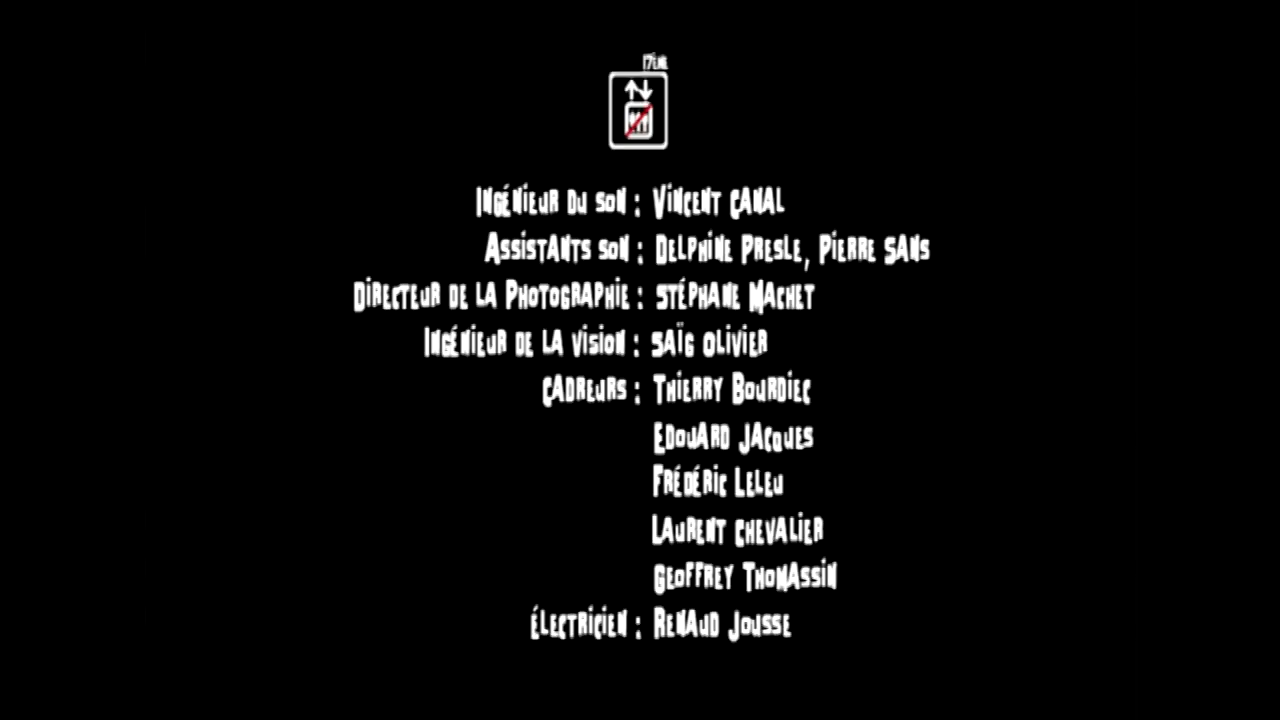 17ème
Ingénieur du son : Vincent Canal
Assistants son : Delphine Presle, Pierre Sans
Directeur de la Photographie : Stéphane Machet
Ingénieur de la vision : Saïg Olivier
Cadreurs : Thierry Bourdiec
Edouard Jacques
Frédéric Leleu
Laurent Chevalier
Geoffrey Thomassin
Électricien : Renaud Jousse